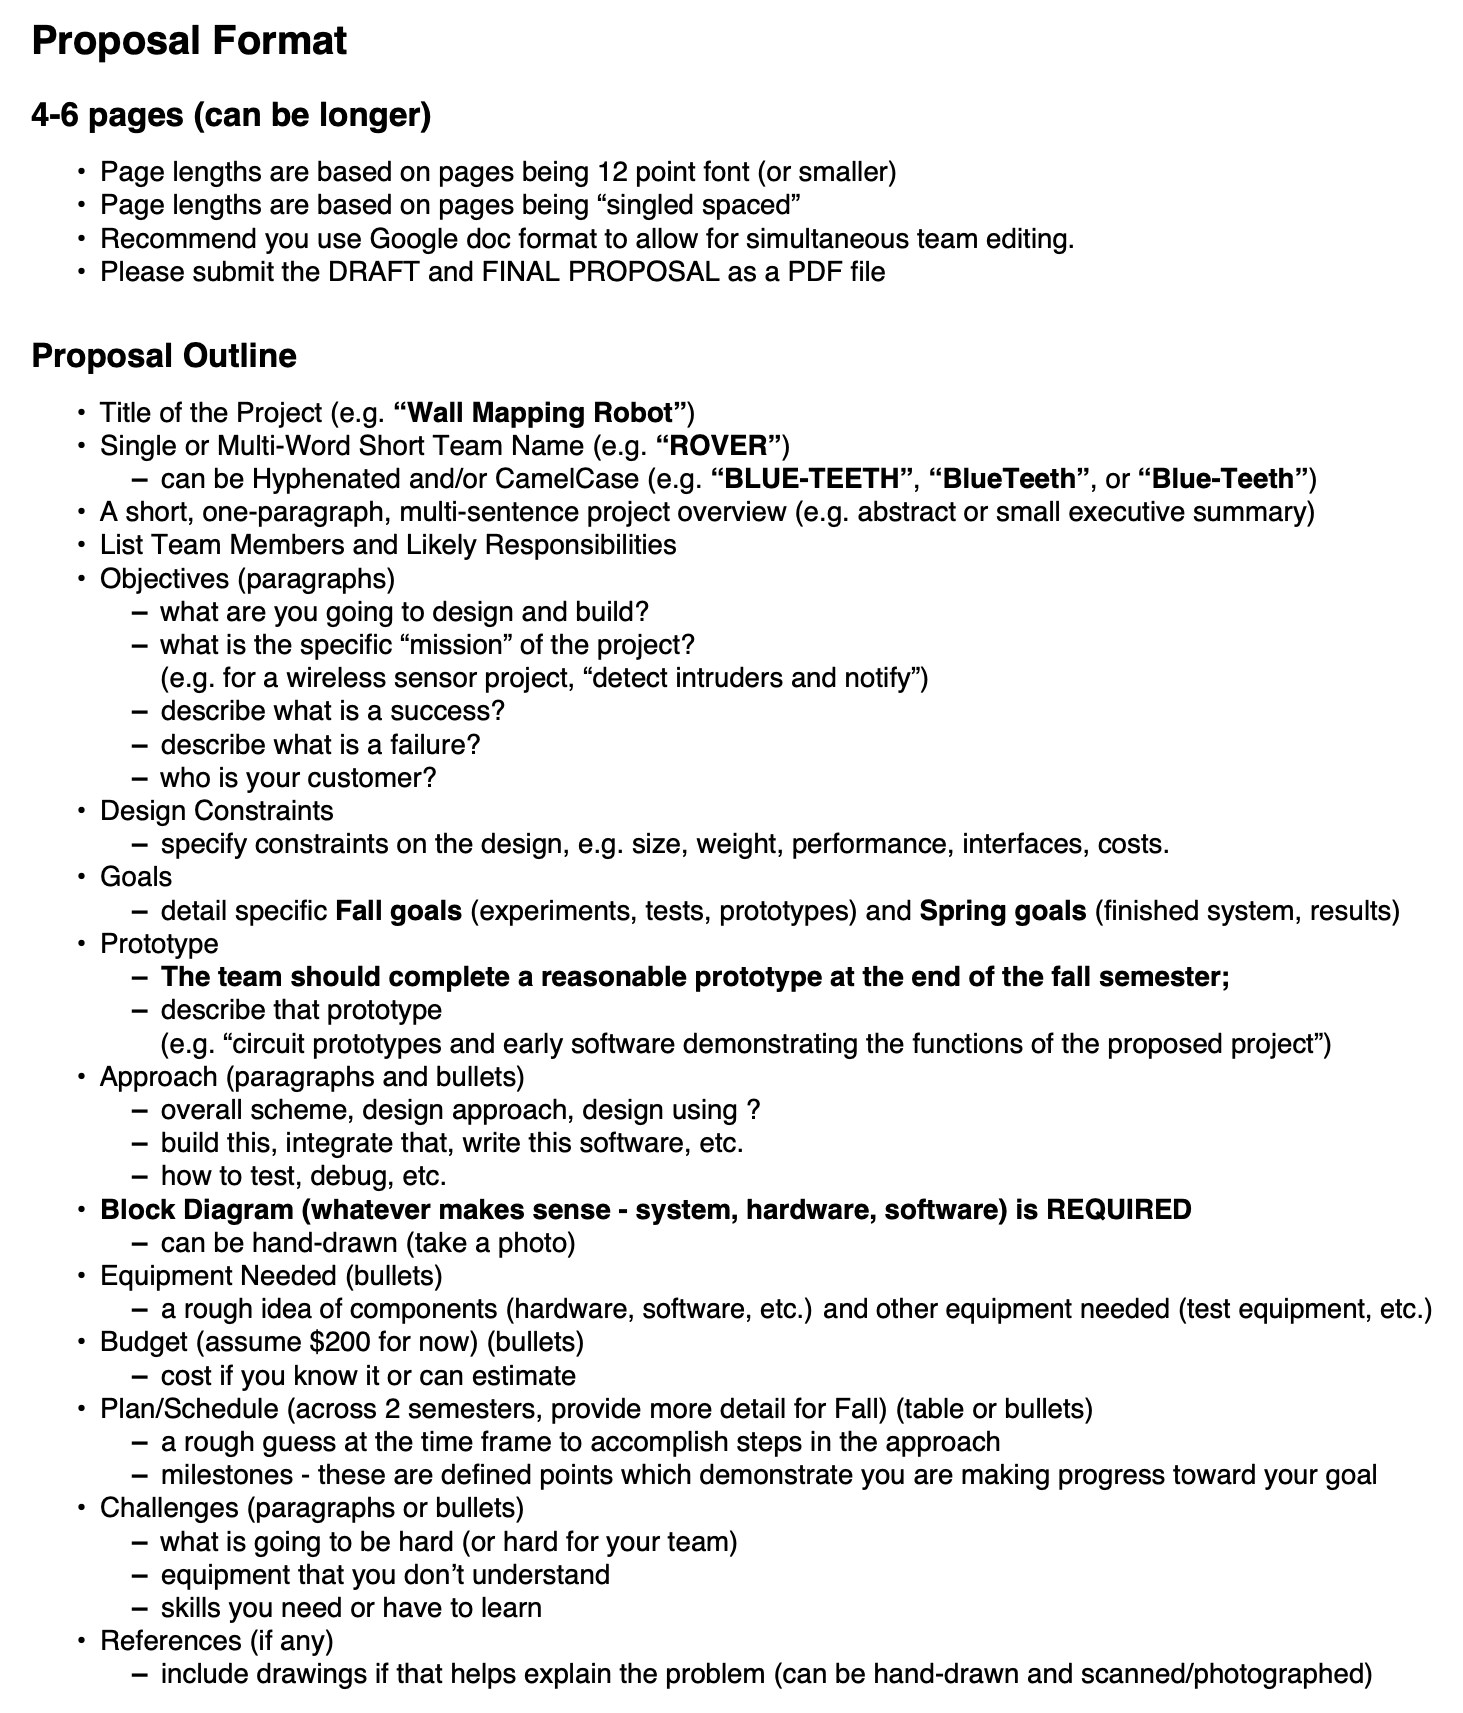 Proposal Format
4-6 pages (can be longer)
• Page lengths are based on pages being 12 point font (or smaller)
• Page lengths are based on pages being “singled spaced”
• Recommend you use Google doc format to allow for simultaneous team editing.
• Please submit the DRAFT and FINAL PROPOSAL as a PDF file
Proposal Outline
• Title of the Project (e.g. “Wall Mapping Robot”)
• Single or Multi-Word Short Team Name (e.g. “ROVER”)
– can be Hyphenated and/or CamelCase (e.g. “BLUE-TEETH”, “BlueTeeth”, or “Blue-Teeth”)
• A short, one-paragraph, multi-sentence project overview (e.g. abstract or small executive summary)
• List Team Members and Likely Responsibilities
• Objectives (paragraphs)
– what are you going to design and build?
– what is the specific “mission” of the project?
(e.g. for a wireless sensor project, “detect intruders and notify”)
– describe what is a success?
– describe what is a failure?
– who is your customer?
• Design Constraints
– specify constraints on the design, e.g. size, weight, performance, interfaces, costs.
• Goals
– detail specific Fall goals (experiments, tests, prototypes) and Spring goals (finished system, results)
• Prototype
– The team should complete a reasonable prototype at the end of the fall semester;
– describe that prototype
(e.g. “circuit prototypes and early software demonstrating the functions of the proposed project”)
• Approach (paragraphs and bullets)
– overall scheme, design approach, design using ?
– build this, integrate that, write this software, etc.
– how to test, debug, etc.
• Block Diagram (whatever makes sense - system, hardware, software) is REQUIRED
– can be hand-drawn (take a photo)
• Equipment Needed (bullets)
– a rough idea of components (hardware, software, etc.) and other equipment needed (test equipment, etc.)
• Budget (assume $200 for now) (bullets)
– cost if you know it or can estimate
• Plan/Schedule (across 2 semesters, provide more detail for Fall) (table or bullets)
– a rough guess at the time frame to accomplish steps in the approach
– milestones - these are defined points which demonstrate you are making progress toward your goal
• Challenges (paragraphs or bullets)
– what is going to be hard (or hard for your team)
– equipment that you don’t understand
– skills you need or have to learn
• References (if any)
– include drawings if that helps explain the problem (can be hand-drawn and scanned/photographed)